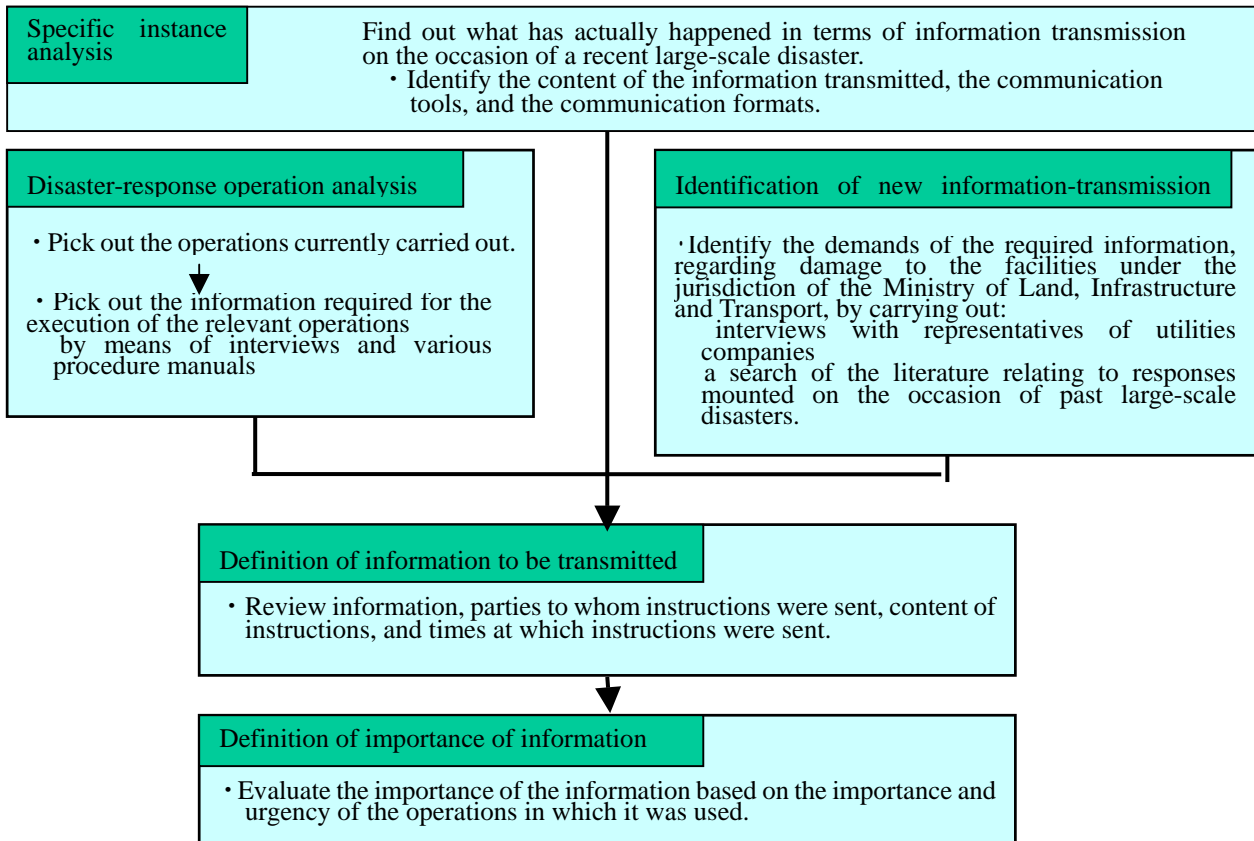 Specific instance
analysis
Find out what has actually happened in terms of information transmission
on the occasion of a recent large-scale disaster.
・Identify the content of the information transmitted, the communication
tools, and the communication formats.
Disaster-response operation analysis
・Pick out the operations currently carried out.
・Pick out the information required for the
execution of the relevant operations
by means of interviews and various
procedure manuals
Identification of new information-transmission
・Identify the demands of the required information,
regarding damage to the facilities under the
jurisdiction of the Ministry of Land, Infrastructure
and Transport, by carrying out:
interviews with representatives of utilities
companies
a search of the literature relating to responses
mounted on the occasion of past large-scale
disasters.
Definition of information to be transmitted
・Review information, parties to whom instructions were sent, content of
instructions, and times at which instructions were sent.
Definition of importance of information
・Evaluate the importance of the information based on the importance and
urgency of the operations in which it was used.